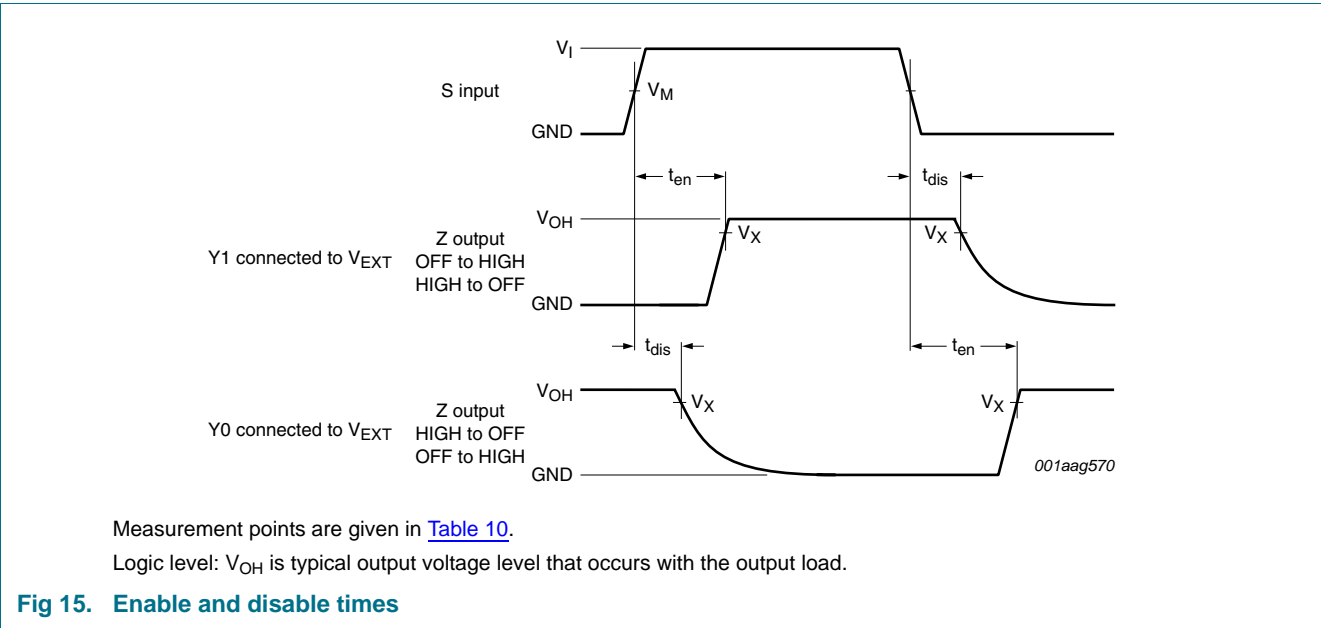 V_I
S input
V_M
GND
t_en
t_dis
V_OH
Y1 connected to V_EXT
Z output
OFF to HIGH
HIGH to OFF
V_X
V_X
GND
t_dis
t_en
V_OH
Y0 connected to V_EXT
Z output
HIGH to OFF
OFF to HIGH
V_X
V_X
GND
001aag570
Measurement points are given in Table 10.
Logic level: V_OH is typical output voltage level that occurs with the output load.
Fig 15. Enable and disable times